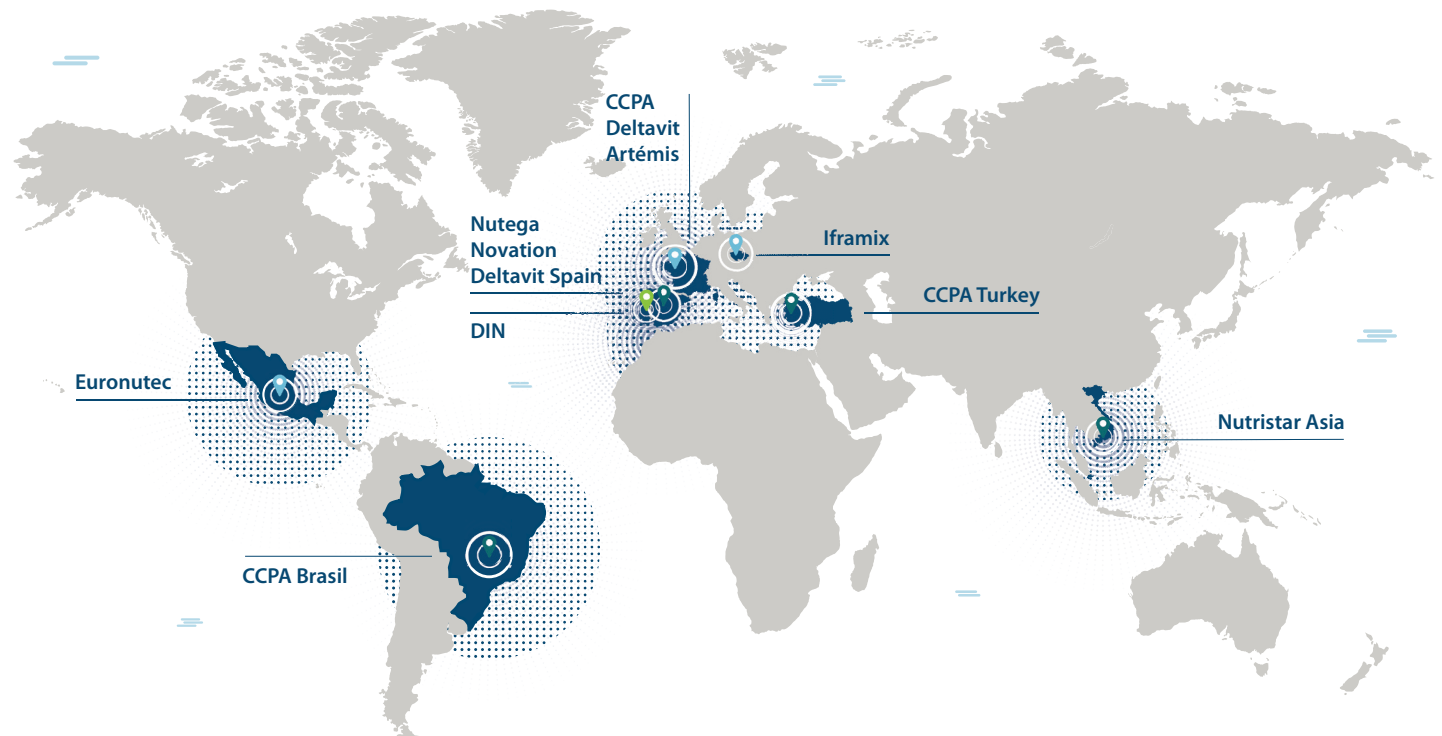 CCPA
Deltavit
Artémis
Nutega
Novation
Deltavit Spain
DIN
Iframix
CCPA Turkey
Euronutec
Nutristar Asia
CCPA Brasil